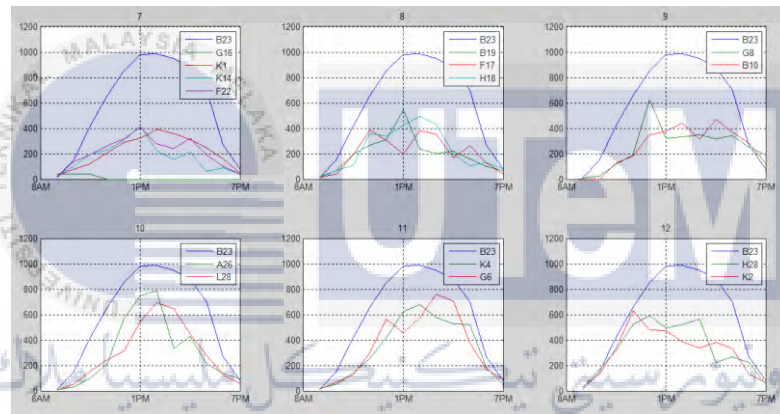 7
8
9
1200
1000
800
600
400
200
0
8AM
1PM
7PM
B23
G16
K1
K14
F22
1200
1000
800
600
400
200
0
8AM
1PM
7PM
B23
B19
F17
H18
1200
1000
800
600
400
200
0
8AM
1PM
7PM
B23
G8
B10
10
11
12
1200
1000
800
600
400
200
0
8AM
1PM
7PM
B23
A26
L28
1200
1000
800
600
400
200
0
8AM
1PM
7PM
B23
K4
G6
1200
1000
800
600
400
200
0
8AM
1PM
7PM
B23
H28
K2
MALAYSIA
MELAKA
UTeM